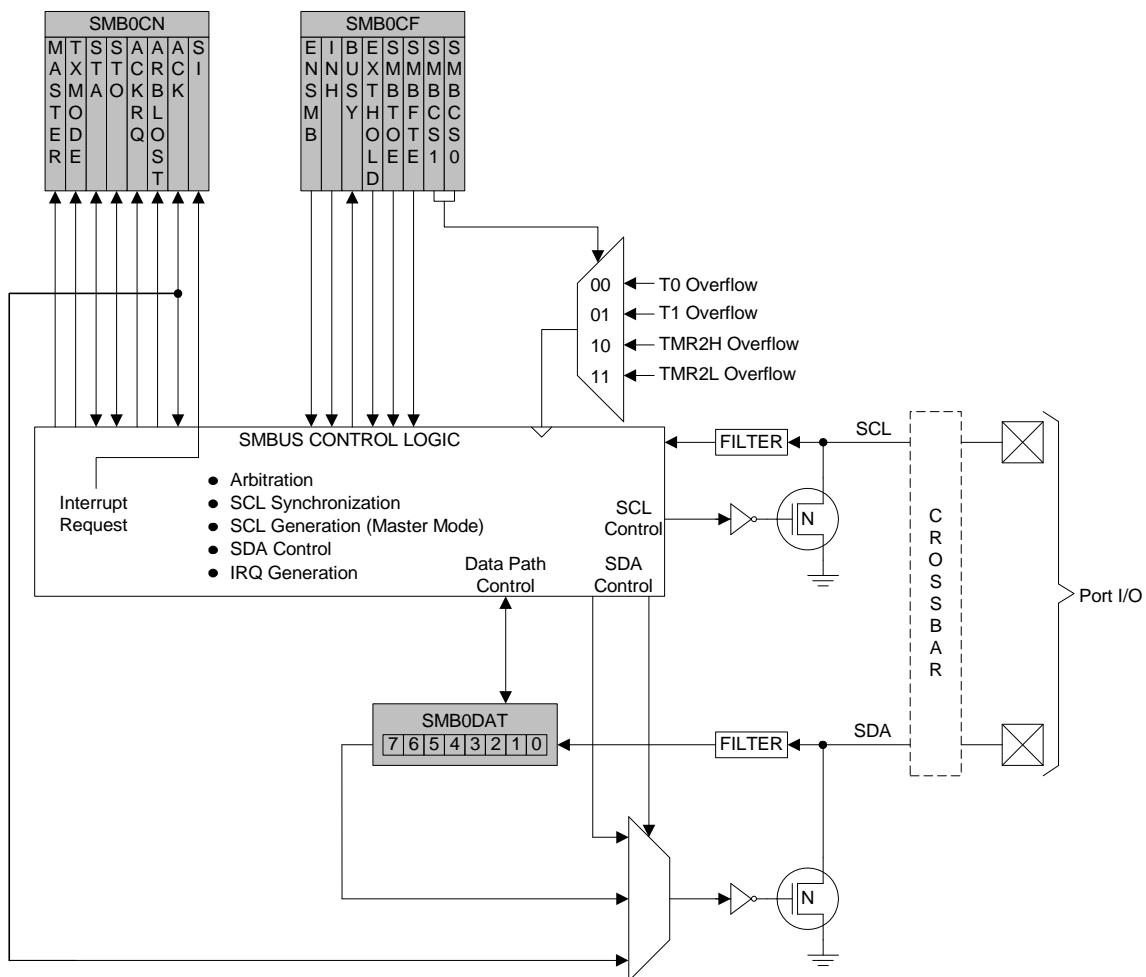 SMB0CN
MASTER
TXMODE
STA
STO
ACKRQ
ARBLOST
ACK
SI
SMB0CF
ENSMB
INH
BUSY
EXTHOLD
SMBTOE
SMBFTE
SMBCS1
SMBCS0
00
01
10
11
T0 Overflow
T1 Overflow
TMR2H Overflow
TMR2L Overflow
SMBUS CONTROL LOGIC
● Arbitration
● SCL Synchronization
● SCL Generation (Master Mode)
● SDA Control
● IRQ Generation
Interrupt
Request
SCL
Control
Data Path
Control
SDA
Control
FILTER
SCL
N
CROSSBAR
Port I/O
SMB0DAT
7 6 5 4 3 2 1 0
FILTER
SDA
N